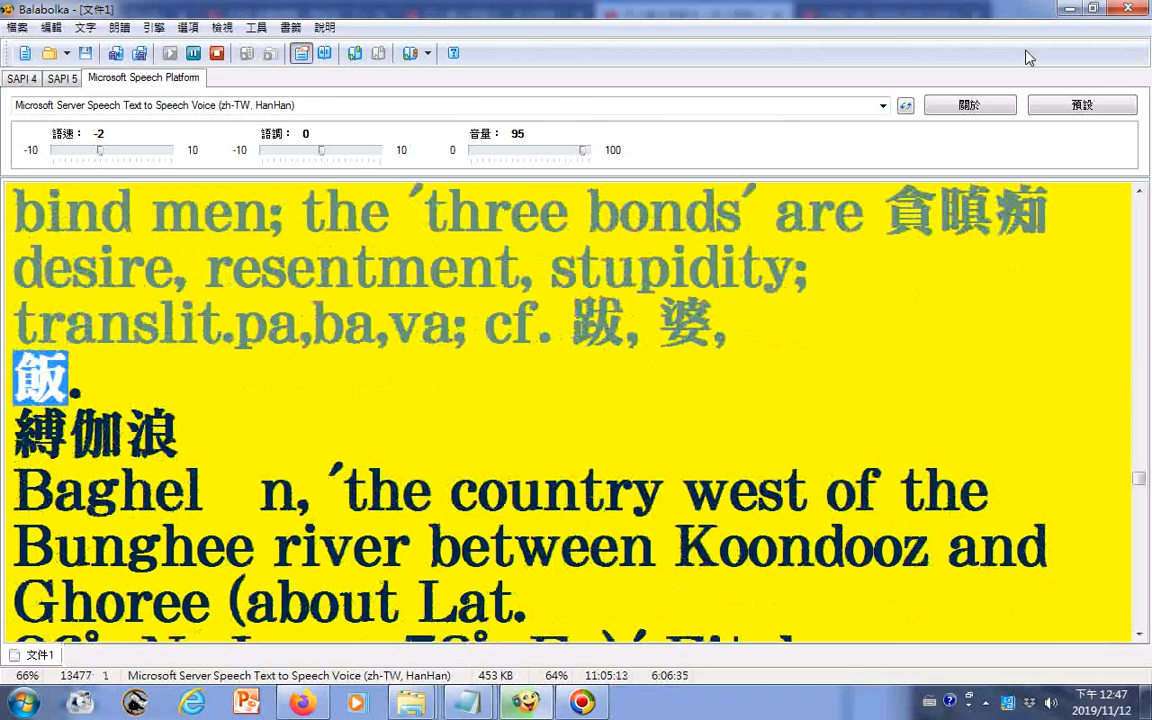 Balabolka - [文件1]
檔案 編輯 文字 朗讀 引擎 選項 檢視 工具 書籤 說明
SAPI 4 SAPI 5 Microsoft Speech Platform
Microsoft Server Speech Text to Speech Voice (zh-TW, HanHan) 關於 預設
語速： -2 語調： 0 音量： 95
-10 10 -10 10 0 100
bind men; the ´three bonds´ are 貪瞋痴
desire, resentment, stupidity;
translit.pa,ba,va; cf. 跋, 婆,
飯.
縛伽浪
Baghel n, ´the country west of the
Bunghee river between Koondooz and
Ghoree (about Lat.
文件1
66% 13477 1 Microsoft Server Speech Text to Speech Voice (zh-TW, HanHan) 453 KB 64% 11:05:13 6:06:35
下午 12:47
2019/11/12